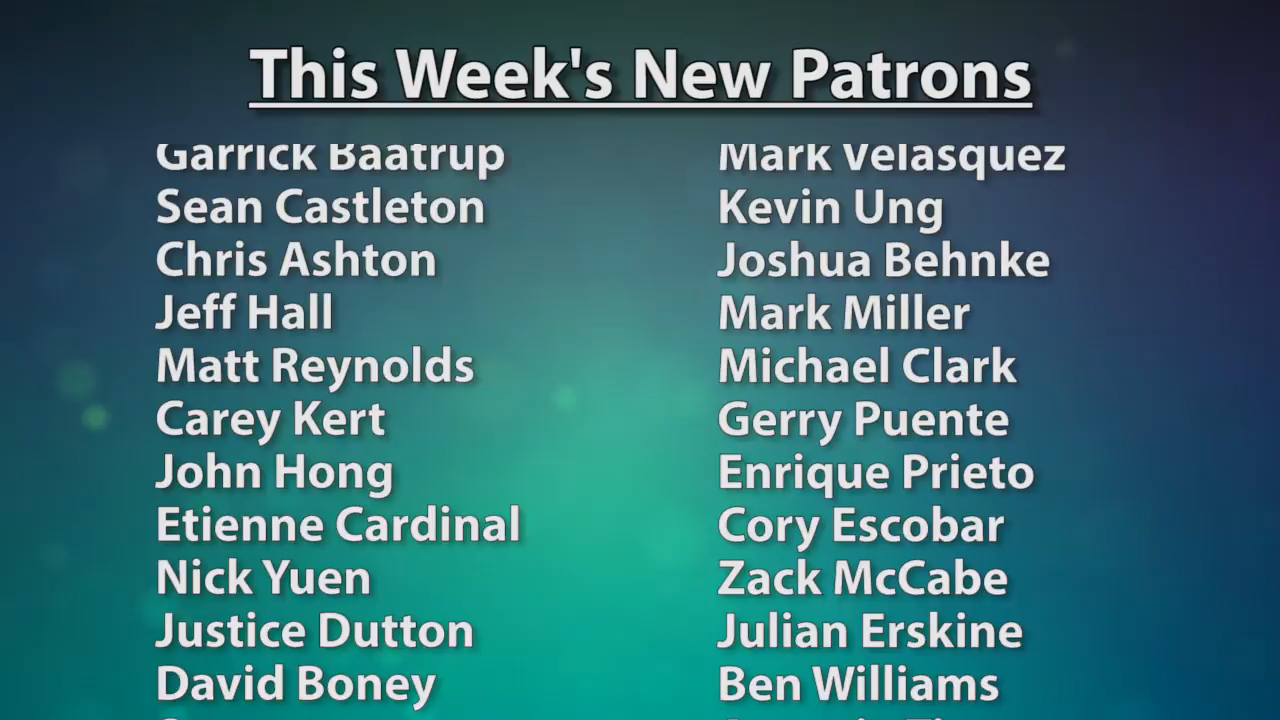 This Week's New Patrons
Garrick Baatrup
Sean Castleton
Chris Ashton
Jeff Hall
Matt Reynolds
Carey Kert
John Hong
Etienne Cardinal
Nick Yuen
Justice Dutton
David Boney
Mark Velasquez
Kevin Ung
Joshua Behnke
Mark Miller
Michael Clark
Gerry Puente
Enrique Prieto
Cory Escobar
Zack McCabe
Julian Erskine
Ben Williams